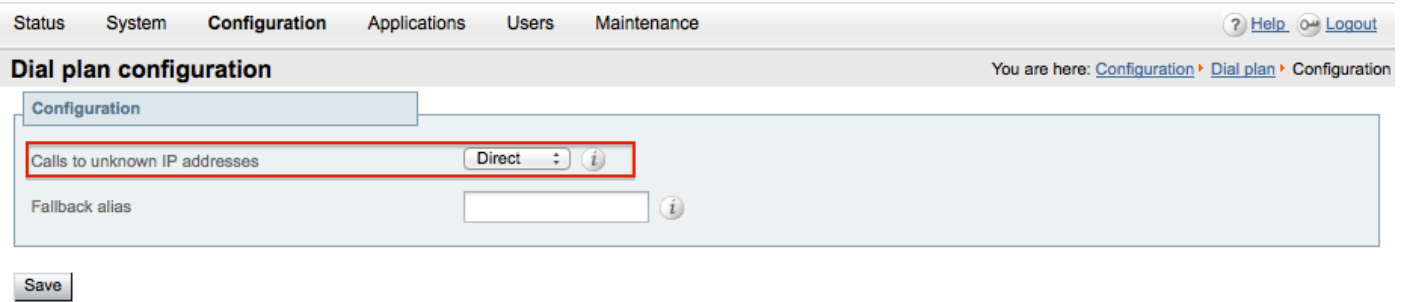 Status System Configuration Applications Users Maintenance ? Help Logout
Dial plan configuration You are here: Configuration Dial plan Configuration
Configuration
Calls to unknown IP addresses Direct i
Fallback alias i
Save